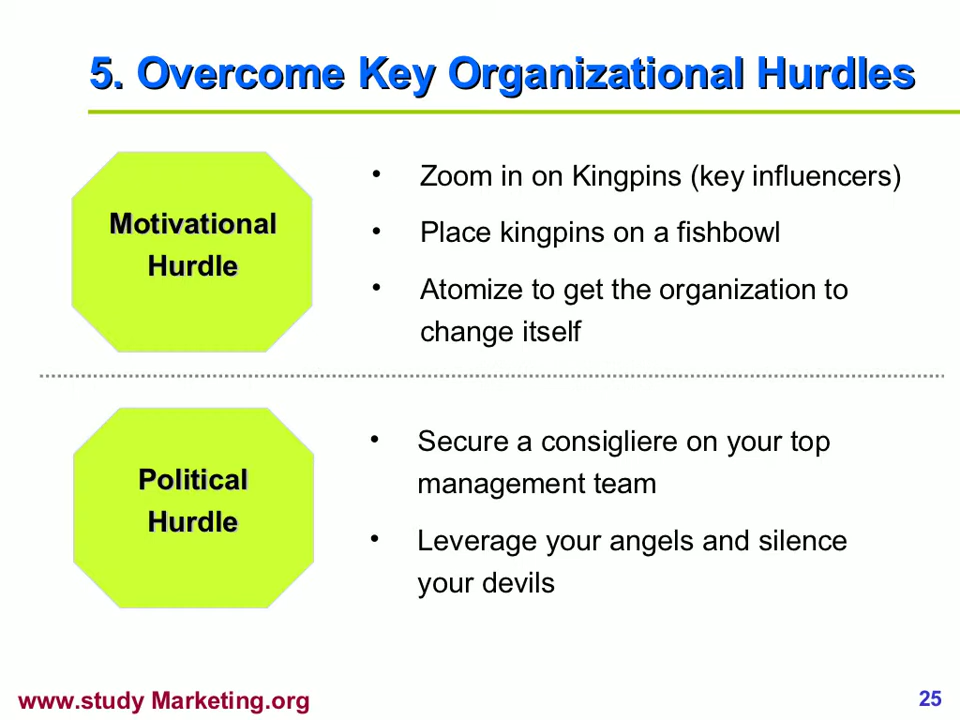 5. Overcome Key Organizational Hurdles
Motivational
Hurdle
• Zoom in on Kingpins (key influencers)
• Place kingpins on a fishbowl
• Atomize to get the organization to
change itself
Political
Hurdle
• Secure a consigliere on your top
management team
• Leverage your angels and silence
your devils
www.study Marketing.org
25